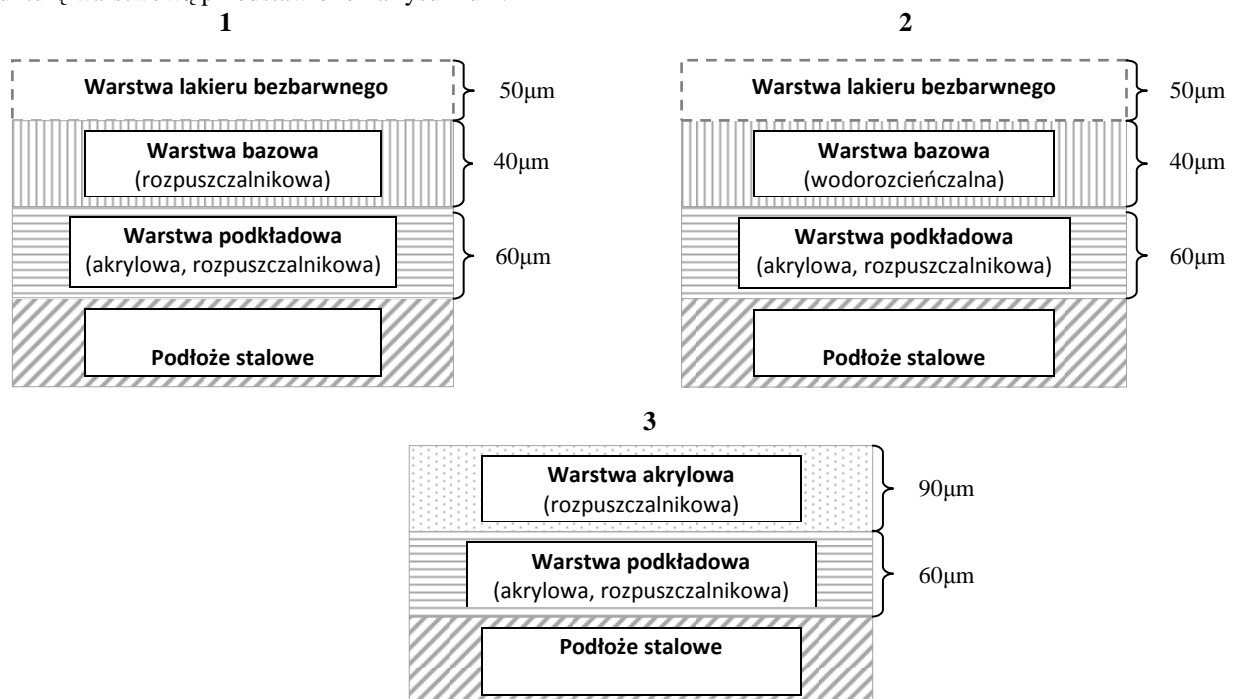 1
Warstwa lakieru bezbarwnego
50μm
Warstwa bazowa
(rozpuszczalnikowa)
40μm
Warstwa podkładowa
(akrylowa, rozpuszczalnikowa)
60μm
Podłoże stalowe
2
Warstwa lakieru bezbarwnego
50μm
Warstwa bazowa
(wodorozcieńczalna)
40μm
Warstwa podkładowa
(akrylowa, rozpuszczalnikowa)
60μm
Podłoże stalowe
3
Warstwa akrylowa
(rozpuszczalnikowa)
90μm
Warstwa podkładowa
(akrylowa, rozpuszczalnikowa)
60μm
Podłoże stalowe